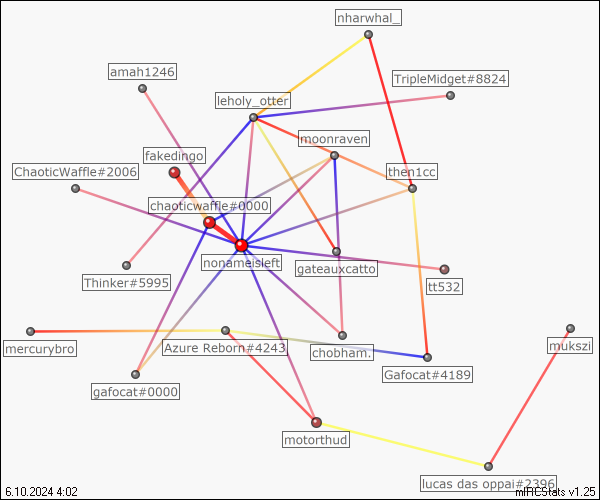 nharwhal_
amah1246
TripleMidget#8824
leholy_otter
moonraven
fakedingo
ChaoticWaffle#2006
then1cc
chaoticwaffle#0000
nonameisleft
gateauxcatto
Thinker#5995
tt532
mercurybro
Azure Reborn#4243
chobham.
mukszi
Gafocat#4189
gafocat#0000
motorthud
lucas das oppai#2396
6.10.2024 4:02
mIRCStats v1.25